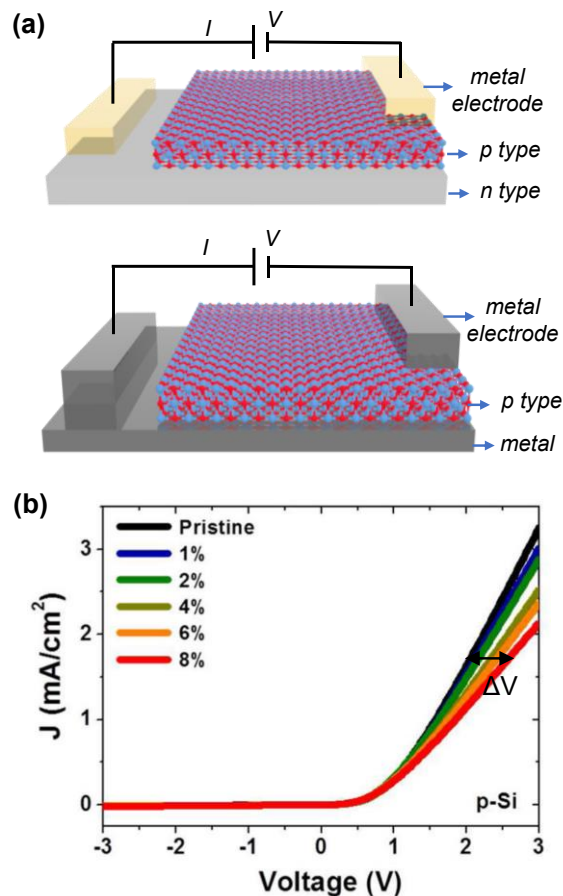 (a)
I
V
metal
electrode
p type
n type
I
V
metal
electrode
p type
metal
(b)
Pristine
1%
2%
4%
6%
8%
ΔV
p-Si
J (mA/cm²)
3
2
1
0
-3
-2
-1
0
1
2
3
Voltage (V)